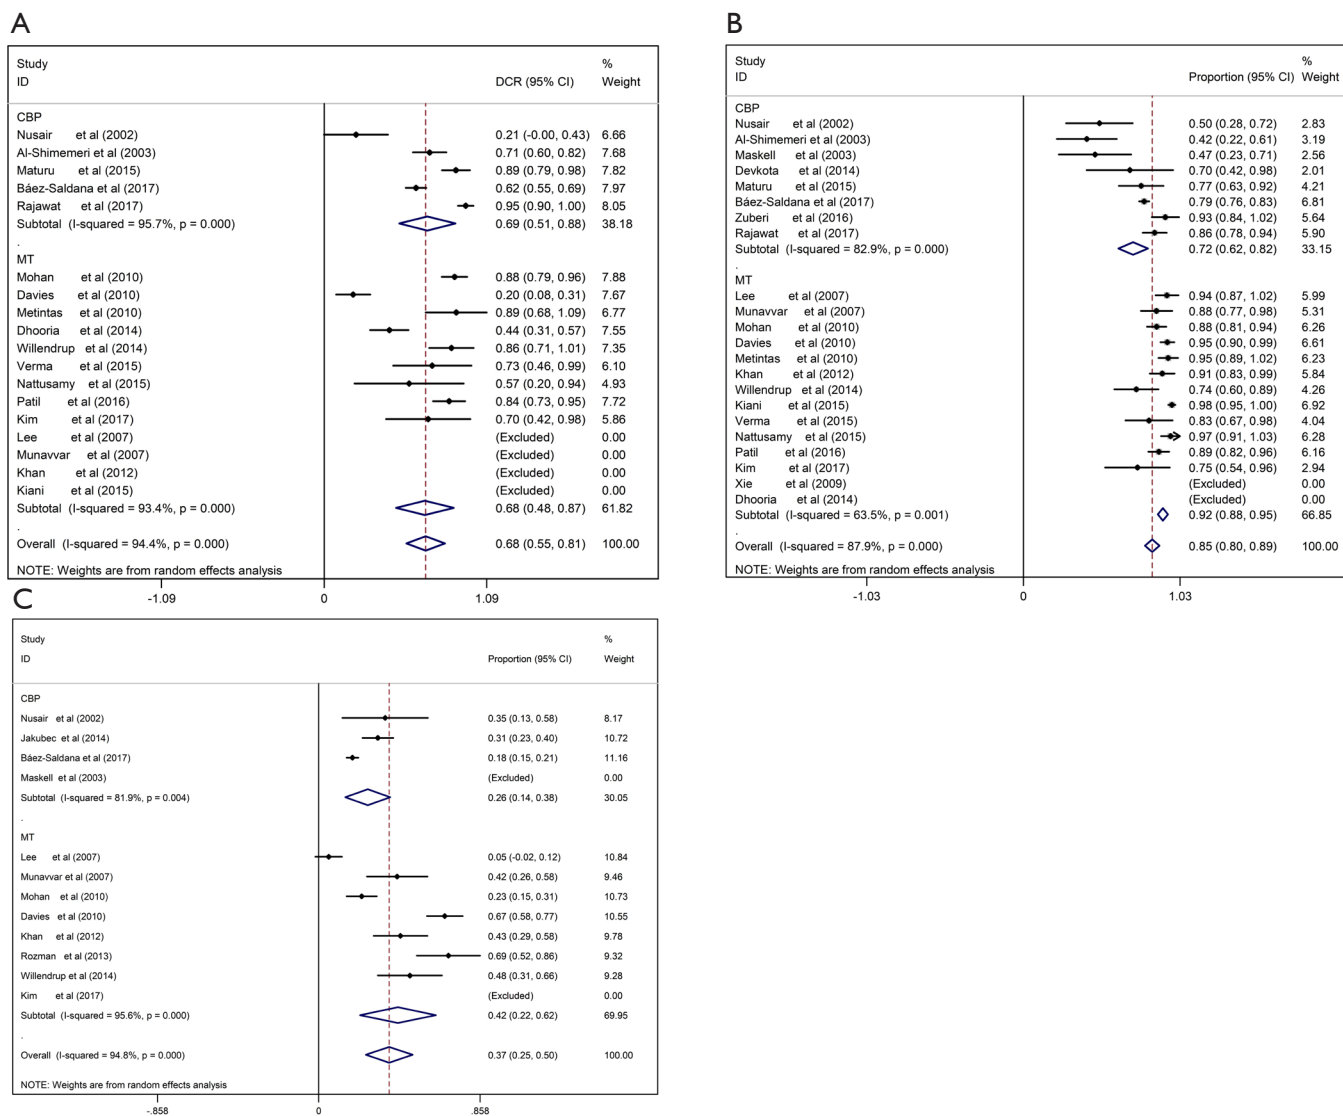 A
Study %
ID DCR (95% CI) Weight
CBP
Nusair et al (2002) 0.21 (-0.00, 0.43) 6.66
Al-Shimemeri et al (2003) 0.71 (0.60, 0.82) 7.68
Maturu et al (2015) 0.89 (0.79, 0.98) 7.82
Báez-Saldana et al (2017) 0.62 (0.55, 0.69) 7.97
Rajawat et al (2017) 0.95 (0.90, 1.00) 8.05
Subtotal (I-squared = 95.7%, p = 0.000) 0.69 (0.51, 0.88) 38.18
.
MT
Mohan et al (2010) 0.88 (0.79, 0.96) 7.88
Davies et al (2010) 0.20 (0.08, 0.31) 7.67
Metintas et al (2010) 0.89 (0.68, 1.09) 6.77
Dhooria et al (2014) 0.44 (0.31, 0.57) 7.55
Willendrup et al (2014) 0.86 (0.71, 1.01) 7.35
Verma et al (2015) 0.73 (0.46, 0.99) 6.10
Nattusamy et al (2015) 0.57 (0.20, 0.94) 4.93
Patil et al (2016) 0.84 (0.73, 0.95) 7.72
Kim et al (2017) 0.70 (0.42, 0.98) 5.86
Lee et al (2007) (Excluded) 0.00
Munavvar et al (2007) (Excluded) 0.00
Khan et al (2012) (Excluded) 0.00
Kiani et al (2015) (Excluded) 0.00
Subtotal (I-squared = 93.4%, p = 0.000) 0.68 (0.48, 0.87) 61.82
.
Overall (I-squared = 94.4%, p = 0.000) 0.68 (0.55, 0.81) 100.00
NOTE: Weights are from random effects analysis
-1.09 0 1.09
B
Study %
ID Proportion (95% CI) Weight
CBP
Nusair et al (2002) 0.50 (0.28, 0.72) 2.83
Al-Shimemeri et al (2003) 0.42 (0.22, 0.61) 3.19
Maskell et al (2003) 0.47 (0.23, 0.71) 2.56
Devkota et al (2014) 0.70 (0.42, 0.98) 2.01
Maturu et al (2015) 0.77 (0.63, 0.92) 4.21
Báez-Saldana et al (2017) 0.79 (0.76, 0.83) 6.81
Zuberi et al (2016) 0.93 (0.84, 1.02) 5.64
Rajawat et al (2017) 0.86 (0.78, 0.94) 5.90
Subtotal (I-squared = 82.9%, p = 0.000) 0.72 (0.62, 0.82) 33.15
.
MT
Lee et al (2007) 0.94 (0.87, 1.02) 5.99
Munavvar et al (2007) 0.88 (0.77, 0.98) 5.31
Mohan et al (2010) 0.88 (0.81, 0.94) 6.26
Davies et al (2010) 0.95 (0.90, 0.99) 6.61
Metintas et al (2010) 0.95 (0.89, 1.02) 6.23
Khan et al (2012) 0.91 (0.83, 0.99) 5.84
Willendrup et al (2014) 0.74 (0.60, 0.89) 4.26
Kiani et al (2015) 0.98 (0.95, 1.00) 6.92
Verma et al (2015) 0.83 (0.67, 0.98) 4.04
Nattusamy et al (2015) 0.97 (0.91, 1.03) 6.28
Patil et al (2016) 0.89 (0.82, 0.96) 6.16
Kim et al (2017) 0.75 (0.54, 0.96) 2.94
Xie et al (2009) (Excluded) 0.00
Dhooria et al (2014) (Excluded) 0.00
Subtotal (I-squared = 63.5%, p = 0.001) 0.92 (0.88, 0.95) 66.85
.
Overall (I-squared = 87.9%, p = 0.000) 0.85 (0.80, 0.89) 100.00
NOTE: Weights are from random effects analysis
-1.03 0 1.03
C
Study %
ID Proportion (95% CI) Weight
CBP
Nusair et al (2002) 0.35 (0.13, 0.58) 8.17
Jakubec et al (2014) 0.31 (0.23, 0.40) 10.72
Báez-Saldana et al (2017) 0.18 (0.15, 0.21) 11.16
Maskell et al (2003) (Excluded) 0.00
Subtotal (I-squared = 81.9%, p = 0.004) 0.26 (0.14, 0.38) 30.05
.
MT
Lee et al (2007) 0.05 (-0.02, 0.12) 10.84
Munavvar et al (2007) 0.42 (0.26, 0.58) 9.46
Mohan et al (2010) 0.23 (0.15, 0.31) 10.73
Davies et al (2010) 0.67 (0.58, 0.77) 10.55
Khan et al (2012) 0.43 (0.29, 0.58) 9.78
Rozman et al (2013) 0.69 (0.52, 0.86) 9.32
Willendrup et al (2014) 0.48 (0.31, 0.66) 9.28
Kim et al (2017) (Excluded) 0.00
Subtotal (I-squared = 95.6%, p = 0.000) 0.42 (0.22, 0.62) 69.95
.
Overall (I-squared = 94.8%, p = 0.000) 0.37 (0.25, 0.50) 100.00
NOTE: Weights are from random effects analysis
-.858 0 .858